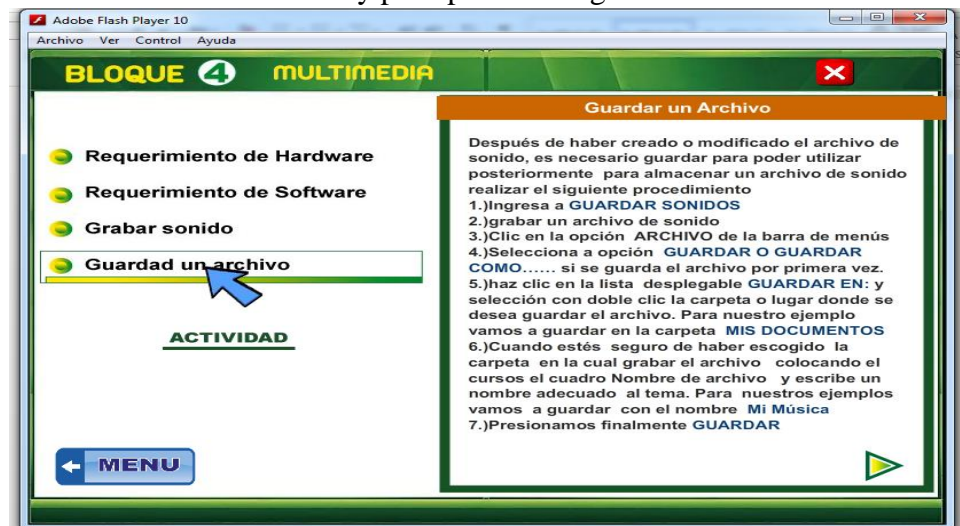 Adobe Flash Player 10
Archivo Ver Control Ayuda
BLOQUE 4 MULTIMEDIA
Requerimiento de Hardware
Requerimiento de Software
Grabar sonido
Guardad un archivo
ACTIVIDAD
MENU
Guardar un Archivo
Después de haber creado o modificado el archivo de
sonido, es necesario guardar para poder utilizar
posteriormente para almacenar un archivo de sonido
realizar el siguiente procedimiento
1.)Ingresa a GUARDAR SONIDOS
2.)grabar un archivo de sonido
3.)Clic en la opción ARCHIVO de la barra de menús
4.)Selecciona a opción GUARDAR O GUARDAR
COMO...... si se guarda el archivo por primera vez.
5.)haz clic en la lista desplegable GUARDAR EN: y
selección con doble clic la carpeta o lugar donde se
desea guardar el archivo. Para nuestro ejemplo
vamos a guardar en la carpeta MIS DOCUMENTOS
6.)Cuando estés seguro de haber escogido la
carpeta en la cual grabar el archivo colocando el
cursos el cuadro Nombre de archivo y escribe un
nombre adecuado al tema. Para nuestros ejemplos
vamos a guardar con el nombre Mi Música
7.)Presionamos finalmente GUARDAR